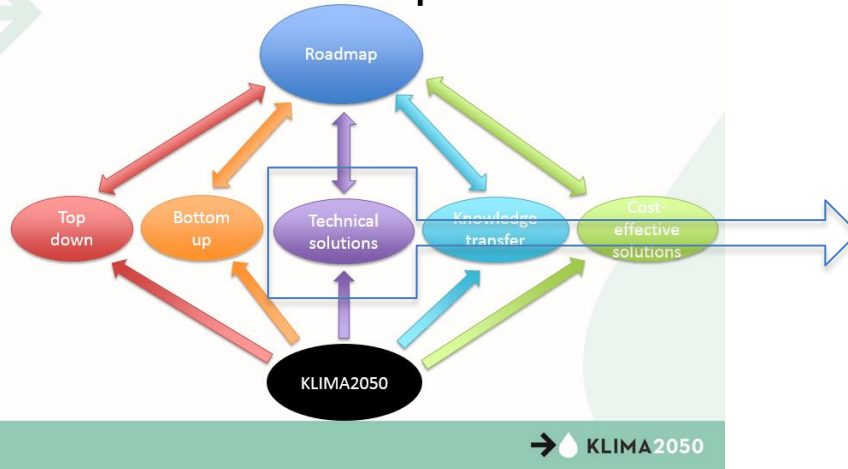 Roadmap
Top
down
Bottom
up
Technical
solutions
Knowledge
transfer
Cost-
effective
solutions
KLIMA2050
KLIMA2050